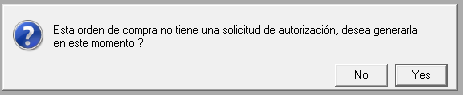 Esta orden de compra no tiene una solicitud de autorización, desea generarla
en este momento ?
No
Yes